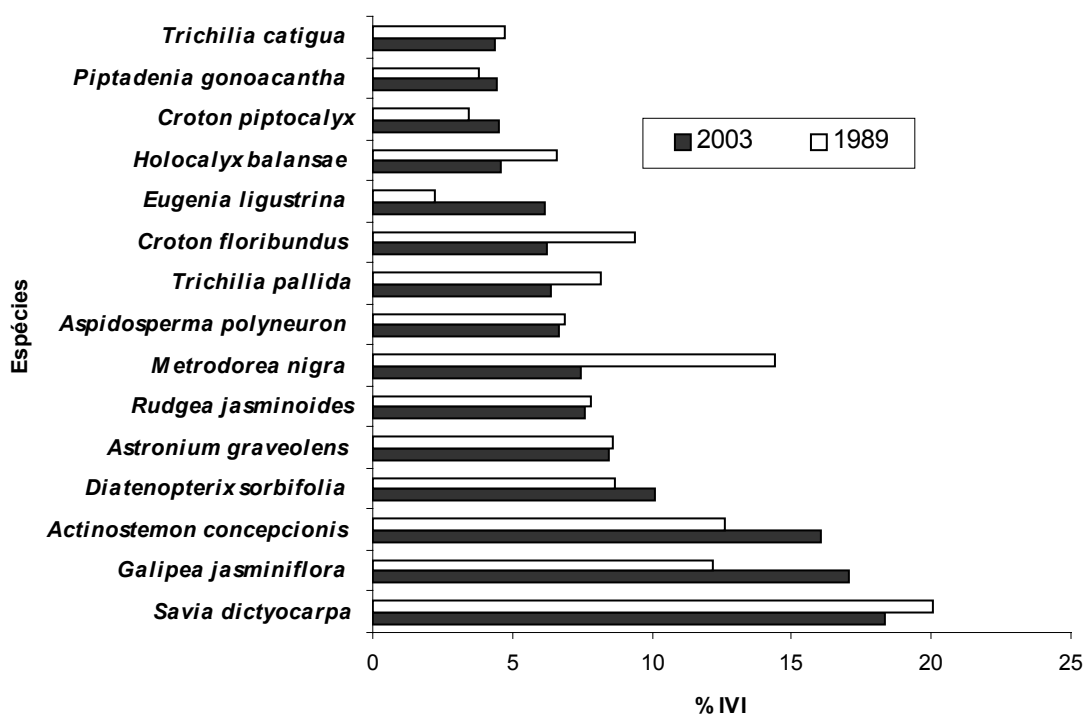 Trichilia catigua
Piptadenia gonoacantha
Croton piptocalyx
Holocalyx balansae
Eugenia ligustrina
Croton floribundus
Trichilia pallida
Aspidosperma polyneuron
Metrodorea nigra
Rudgea jasminoides
Astronium graveolens
Diatenopterix sorbifolia
Actinostemon concepcionis
Galipea jasminiflora
Savia dictyocarpa
Espécies
2003 1989
0 5 10 15 20 25
% IVI